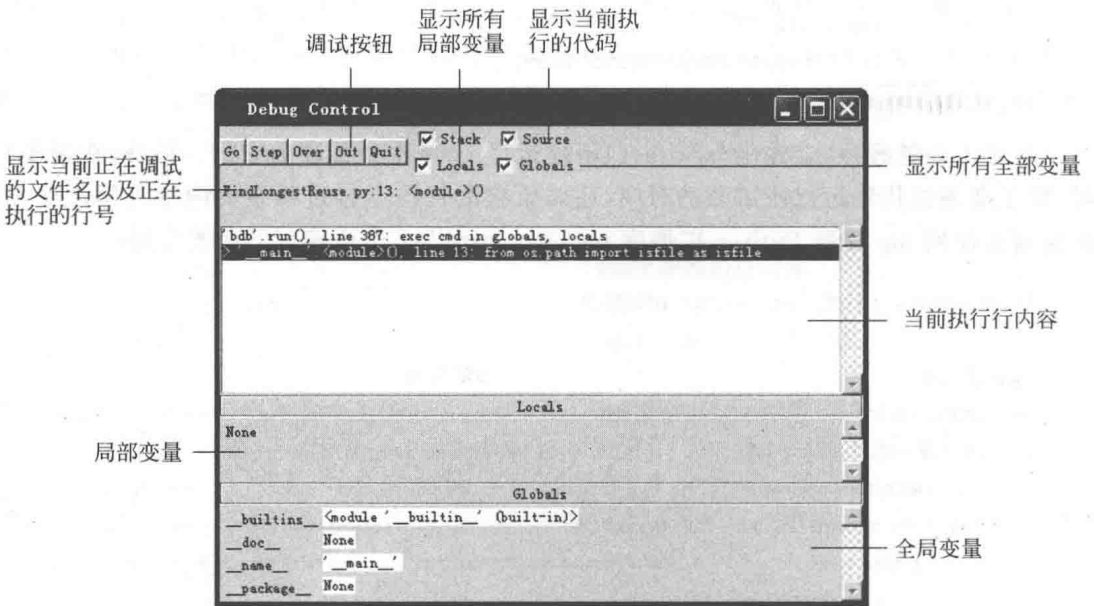 显示所有
局部变量
显示当前执
行的代码
调试按钮
Debug Control
Go Step Over Out Quit
Stack Source
Locals Globals
显示当前正在调试
的文件名以及正在
执行的行号
显示所有全部变量
FindLongestReuse.py:13: <module>()
'bdb'.run(), line 387: exec cmd in globals, locals
> '__main__'.<module>(), line 13: from os.path import isfile as isfile
当前执行行内容
Locals
None
局部变量
Globals
__builtins__ <module '__builtin__' (built-in)>
__doc__ None
__name__ '__main__'
__package__ None
全局变量